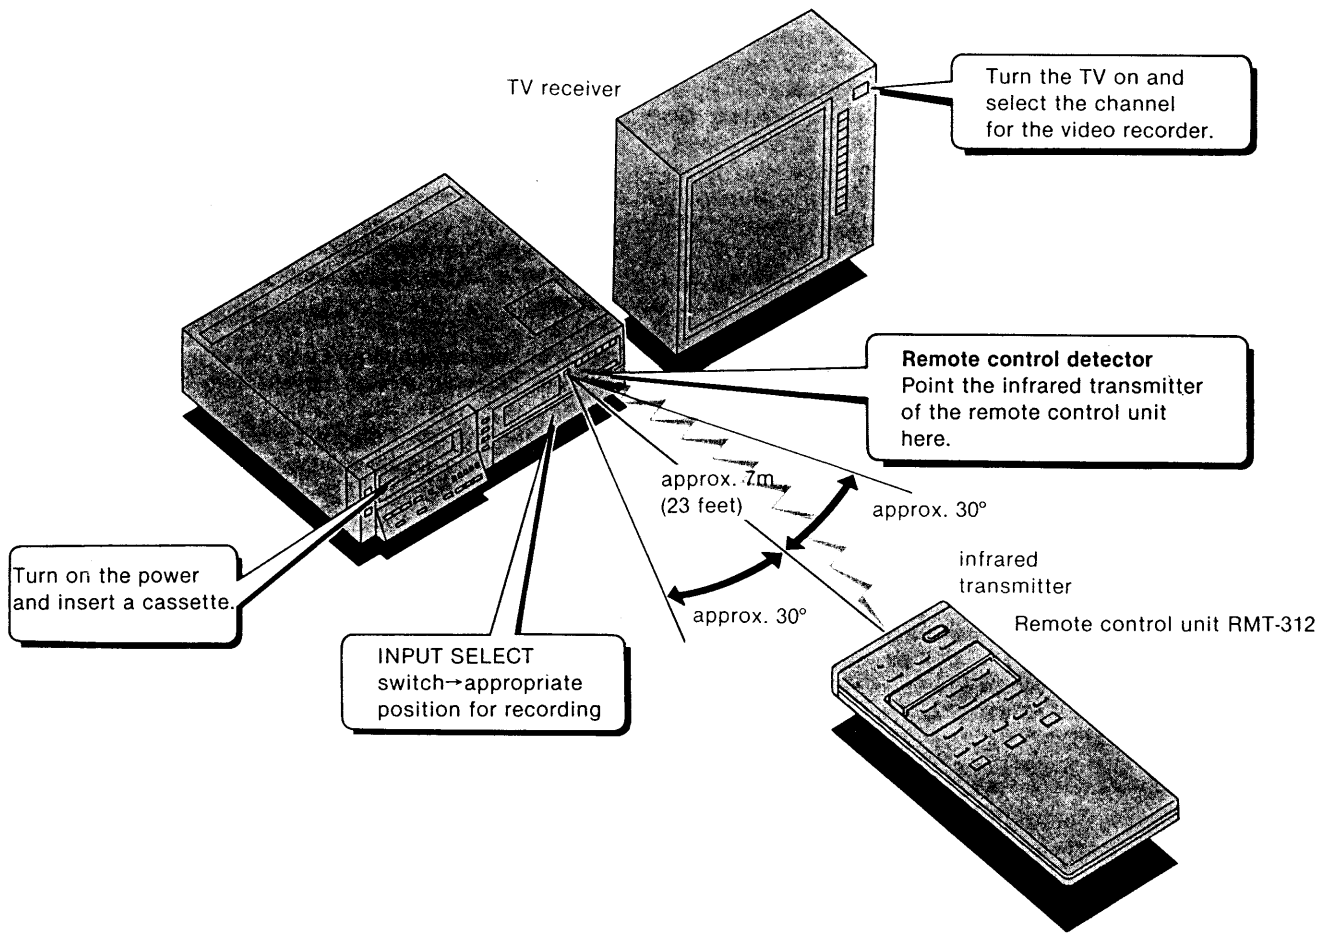 TV receiver
Turn the TV on and
select the channel
for the video recorder.
Remote control detector
Point the infrared transmitter
of the remote control unit
here.
approx. 7m
(23 feet)
approx. 30°
approx. 30°
infrared
transmitter
Remote control unit RMT-312
Turn on the power
and insert a cassette.
INPUT SELECT
switch→appropriate
position for recording